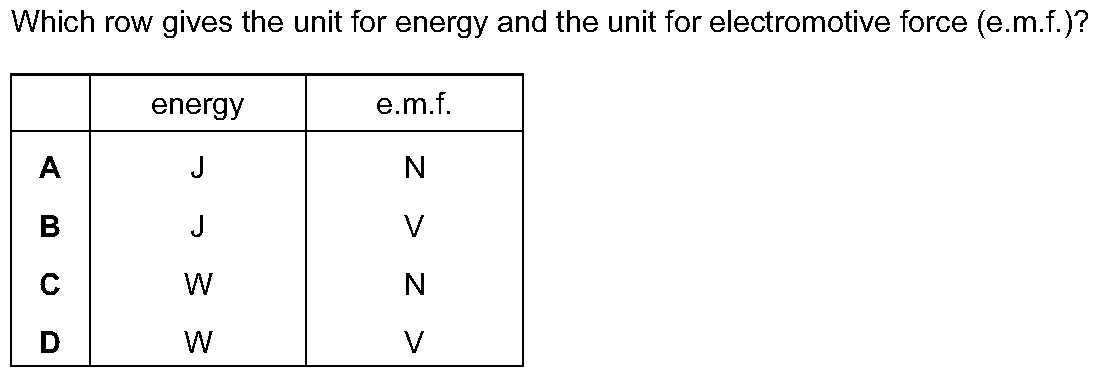 Which row gives the unit for energy and the unit for electromotive force (e.m.f.)?
energy e.m.f.
A J N
B J V
C W N
D W V